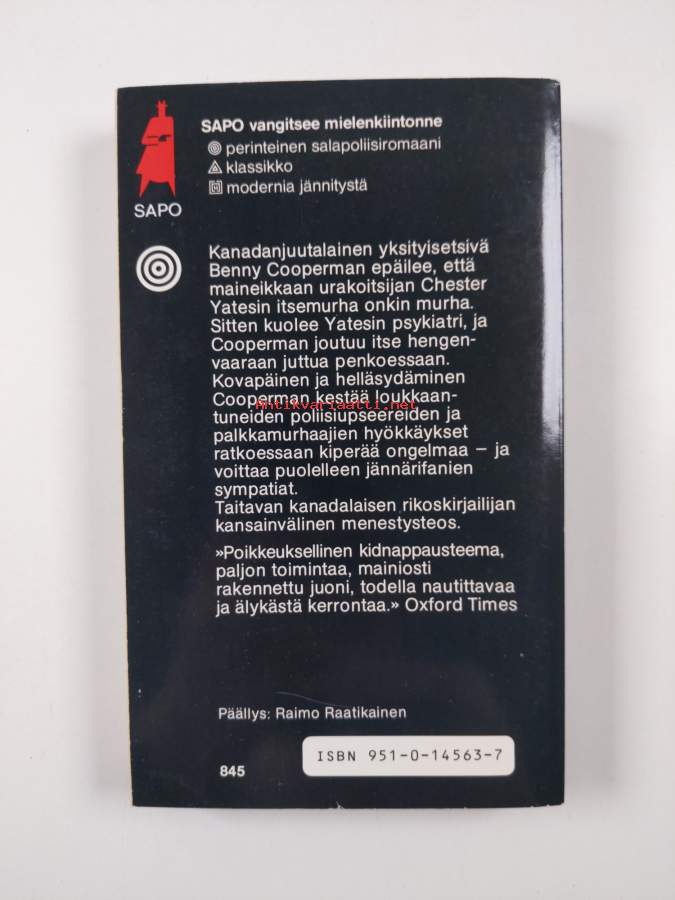 SAPO vangitsee mielenkiintonne
perinteinen salapoliisiromaani
klassikko
modernia jännitystä
SAPO
Kanadanjuutalainen yksityisetsivä
Benny Cooperman epäilee, että
maineikkaan urakoitsijan Chester
Yatesin itsemurha onkin murha.
Sitten kuolee Yatesin psykiatri, ja
Cooperman joutuu itse hengen-
vaaraan juttua penkoessaan.
Kovapäinen ja helläsydäminen
Cooperman kestää loukkaan-
Antikvariaatti.net
tuneiden poliisiupseereiden ja
palkkamurhaajien hyökkäykset
ratkoessaan kiperää ongelmaa – ja
voittaa puolelleen jännärifanien
sympatiat.
Taitavan kanadalaisen rikoskirjailijan
kansainvälinen menestysteos.
»Poikkeuksellinen kidnappausteema,
paljon toimintaa, mainiosti
rakennettu juoni, todella nautittavaa
ja älykästä kerrontaa.» Oxford Times
Päällys: Raimo Raatikainen
ISBN 951-0-14563-7
845